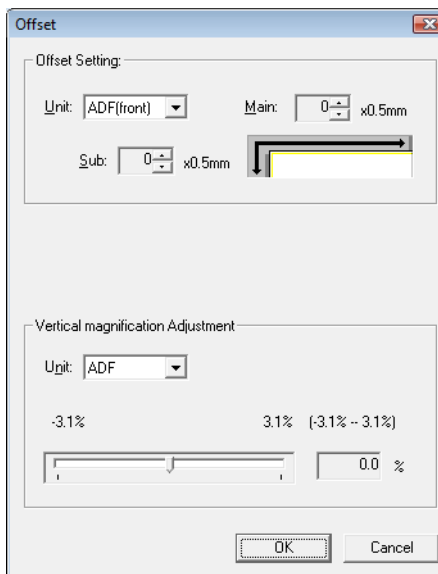 Offset
Offset Setting:
Unit: ADF(front) Main: 0 x0.5mm
Sub: 0 x0.5mm
Vertical magnification Adjustment
Unit: ADF
-3.1% 3.1% (-3.1% -- 3.1%)
0.0 %
OK Cancel